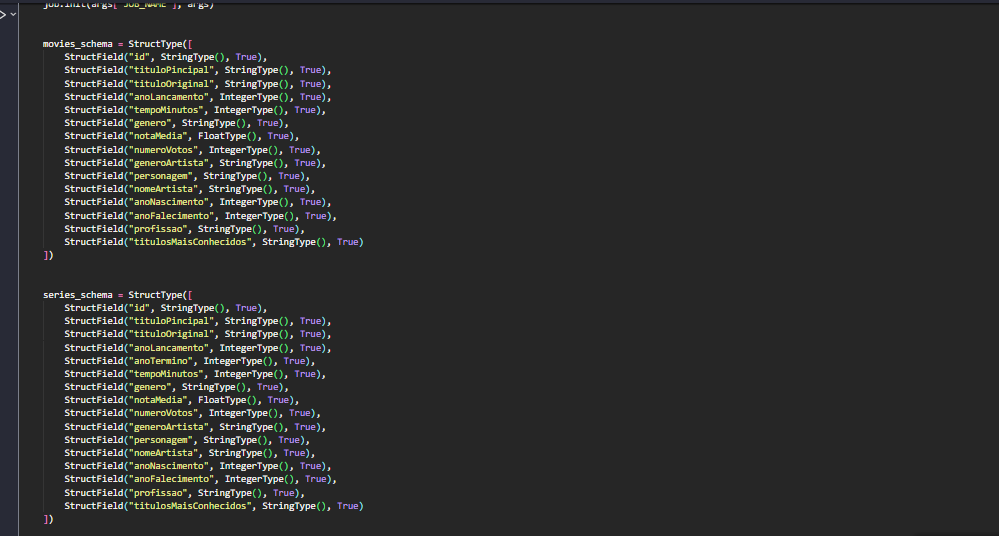 job.init(args['JOB_NAME'], args)
movies_schema = StructType([
StructField("id", StringType(), True),
StructField("tituloPincipal", StringType(), True),
StructField("tituloOriginal", StringType(), True),
StructField("anoLancamento", IntegerType(), True),
StructField("tempoMinutos", IntegerType(), True),
StructField("genero", StringType(), True),
StructField("notaMedia", FloatType(), True),
StructField("numeroVotos", IntegerType(), True),
StructField("generoArtista", StringType(), True),
StructField("personagem", StringType(), True),
StructField("nomeArtista", StringType(), True),
StructField("anoNascimento", IntegerType(), True),
StructField("anoFalecimento", IntegerType(), True),
StructField("profissao", StringType(), True),
StructField("titulosMaisConhecidos", StringType(), True)
])
series_schema = StructType([
StructField("id", StringType(), True),
StructField("tituloPincipal", StringType(), True),
StructField("tituloOriginal", StringType(), True),
StructField("anoLancamento", IntegerType(), True),
StructField("anoTermino", IntegerType(), True),
StructField("tempoMinutos", IntegerType(), True),
StructField("genero", StringType(), True),
StructField("notaMedia", FloatType(), True),
StructField("numeroVotos", IntegerType(), True),
StructField("generoArtista", StringType(), True),
StructField("personagem", StringType(), True),
StructField("nomeArtista", StringType(), True),
StructField("anoNascimento", IntegerType(), True),
StructField("anoFalecimento", IntegerType(), True),
StructField("profissao", StringType(), True),
StructField("titulosMaisConhecidos", StringType(), True)
])